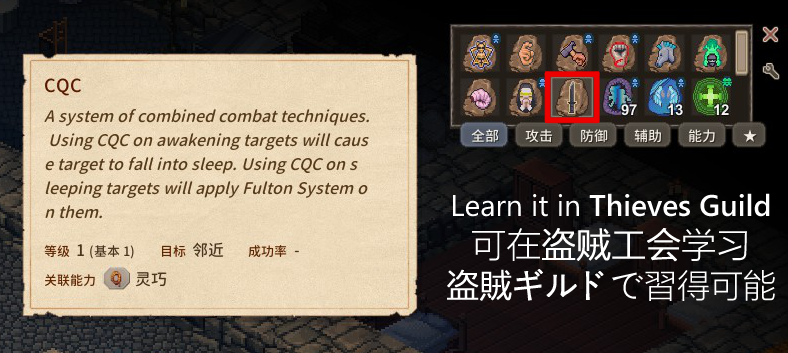 CQC
A system of combined combat techniques.
Using CQC on awakening targets will caus
e target to fall into sleep. Using CQC on s
leeping targets will apply Fulton System o
n them.
等级 1 (基本 1) 目标 邻近 成功率 -
关联能力 灵巧
97 13 12
全部 攻击 防御 辅助 能力 ★
Learn it in Thieves Guild
可在盗贼工会学习
盗賊ギルドで習得可能